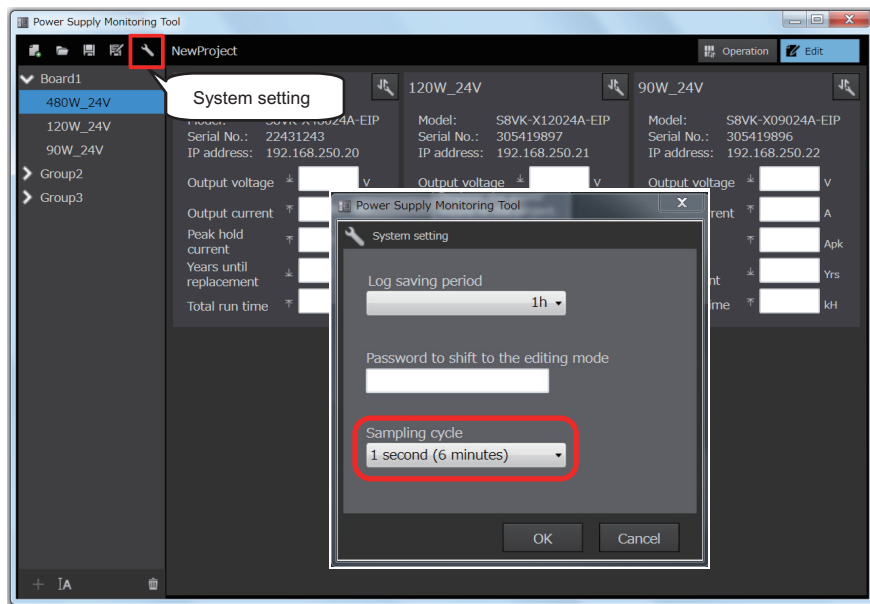 Power Supply Monitoring Tool
NewProject
Operation
Edit
Board1
480W_24V
120W_24V
90W_24V
Group2
Group3
System setting
Serial No.: 22431243
IP address: 192.168.250.20
Output voltage V
Output current
Peak hold
current
Years until
replacement
Total run time
120W_24V
Model: S8VK-X12024A-EIP
Serial No.: 305419897
IP address: 192.168.250.21
Output voltage V
90W_24V
Model: S8VK-X09024A-EIP
Serial No.: 305419896
IP address: 192.168.250.22
Output voltage V
rent A
Apk
nt Yrs
ime kH
Power Supply Monitoring Tool
X
System setting
Log saving period
1h
Password to shift to the editing mode
Sampling cycle
1 second (6 minutes)
OK
Cancel
IA